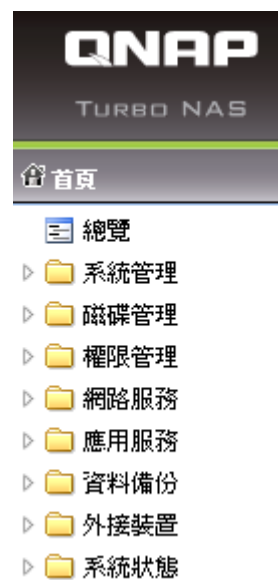 QNAP
TURBO NAS
首頁
總覽
系統管理
磁碟管理
權限管理
網路服務
應用服務
資料備份
外接裝置
系統狀態